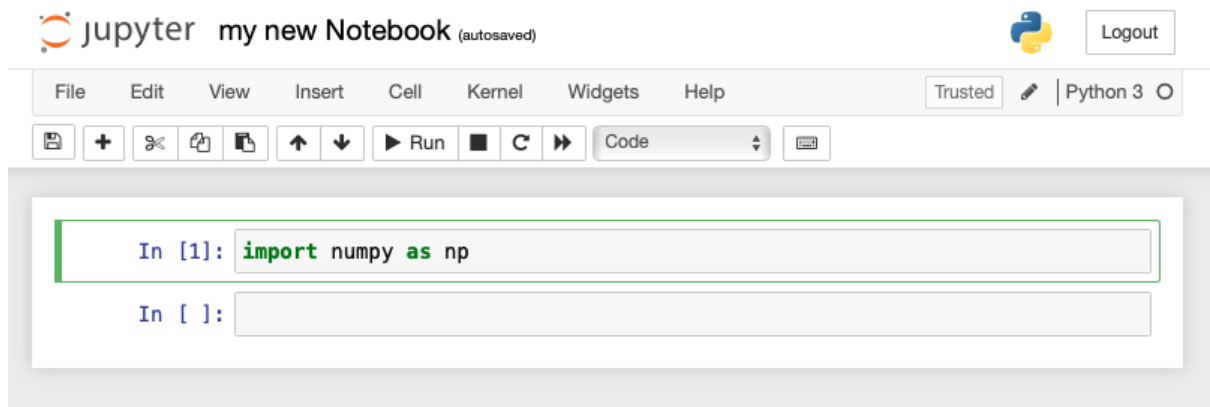 jupyter my new Notebook (autosaved) Logout
File Edit View Insert Cell Kernel Widgets Help Trusted Python 3
Run Code
In [1]: import numpy as np
In [ ]: